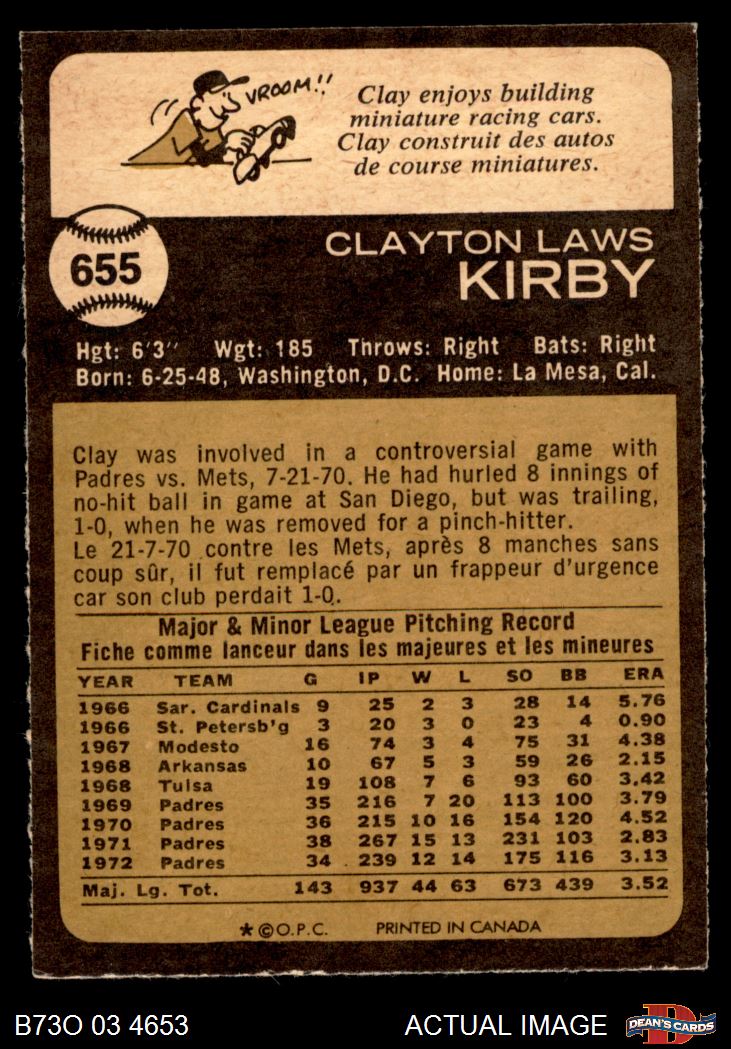 VROOM!!
Clay enjoys building
miniature racing cars.
Clay construit des autos
de course miniatures.
655
CLAYTON LAWS
KIRBY
Hgt: 6'3" Wgt: 185 Throws: Right Bats: Right
Born: 6-25-48, Washington, D.C. Home: La Mesa, Cal.
Clay was involved in a controversial game with
Padres vs. Mets, 7-21-70. He had hurled 8 innings of
no-hit ball in game at San Diego, but was trailing,
1-0, when he was removed for a pinch-hitter.
Le 21-7-70 contre les Mets, après 8 manches sans
coup sûr, il fut remplacé par un frappeur d'urgence
car son club perdait 1-0.
Major & Minor League Pitching Record
Fiche comme lanceur dans les majeures et les mineures
YEAR TEAM G IP W L SO BB ERA
1966 Sar. Cardinals 9 25 2 3 28 14 5.76
1966 St. Petersb'g 3 20 3 0 23 4 0.90
1967 Modesto 16 74 3 4 75 31 4.38
1968 Arkansas 10 67 5 3 59 26 2.15
1968 Tulsa 19 108 7 6 93 60 3.42
1969 Padres 35 216 7 20 113 100 3.79
1970 Padres 36 215 10 16 154 120 4.52
1971 Padres 38 267 15 13 231 103 2.83
1972 Padres 34 239 12 14 175 116 3.13
Maj. Lg. Tot. 143 937 44 63 673 439 3.52
*©O.P.C. PRINTED IN CANADA
B73O 03 4653 ACTUAL IMAGE DEAN'S CARDS